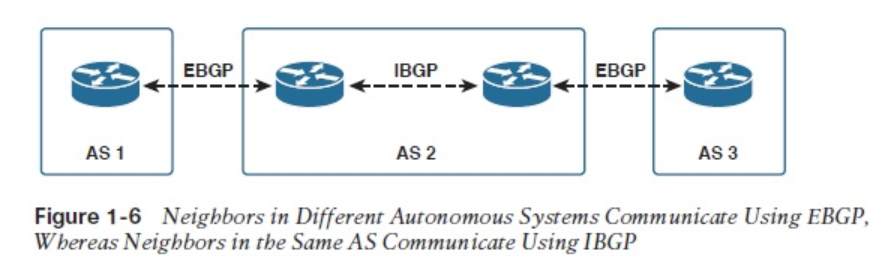 EBGP
IBGP
EBGP
AS 1
AS 2
AS 3
Figure 1-6 Neighbors in Different Autonomous Systems Communicate Using EBGP,
Whereas Neighbors in the Same AS Communicate Using IBGP